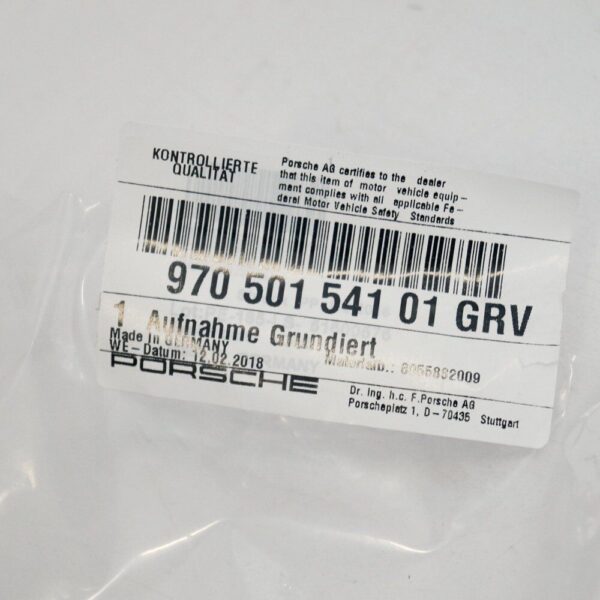 KONTROLLIERTE
QUALITÄT
Porsche AG certifies to the dealer
that this item of motor vehicle equip-
ment complies with all applicable Fe-
deral Motor Vehicle Safety Standards
970 501 541 01 GRV
1 Aufnahme Grundiert
Made in GERMANY
WE-Datum: 12.02.2018
Materialb.:
PORSCHE
Dr. Ing. h.c. F.Porsche AG
Porscheplatz 1, D-70435 Stuttgart